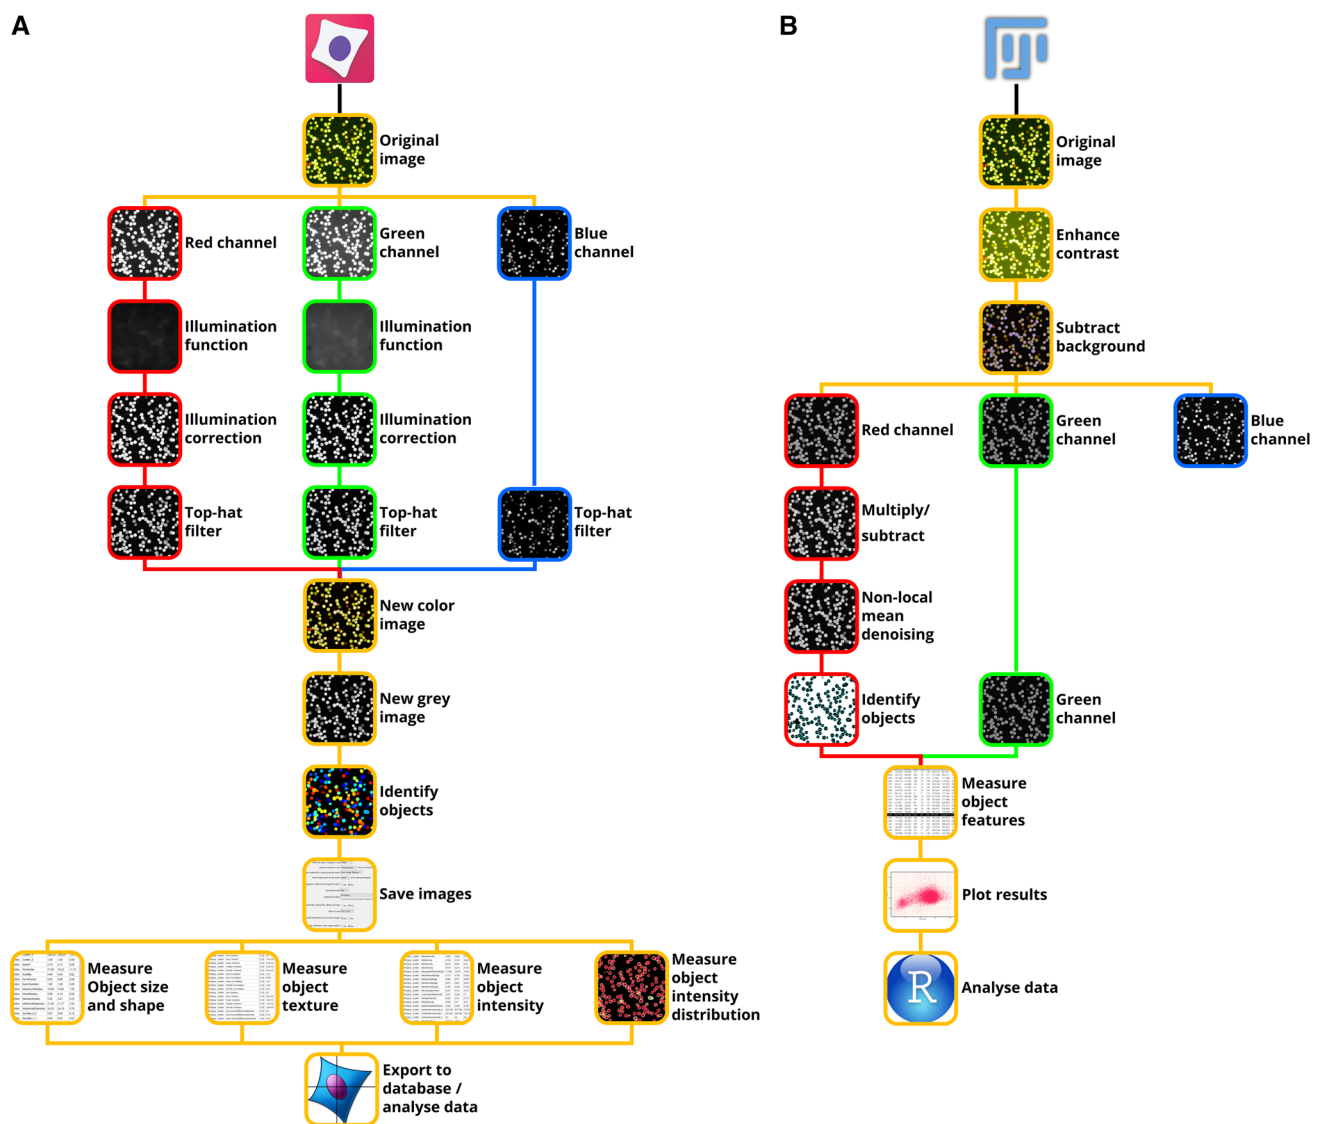 A
Original
image
Red channel
Green
channel
Blue
channel
Illumination
function
Illumination
function
Illumination
correction
Illumination
correction
Top-hat
filter
Top-hat
filter
Top-hat
filter
New color
image
New grey
image
Identify
objects
Save images
Measure
Object size
and shape
Measure
object
texture
Measure
object
intensity
Measure
object
intensity
distribution
Export to
database /
analyse data
B
Original
image
Enhance
contrast
Subtract
background
Red channel
Green
channel
Blue
channel
Multiply/
subtract
Non-local
mean
denoising
Identify
objects
Green
channel
Measure
object
features
Plot results
R
Analyse data